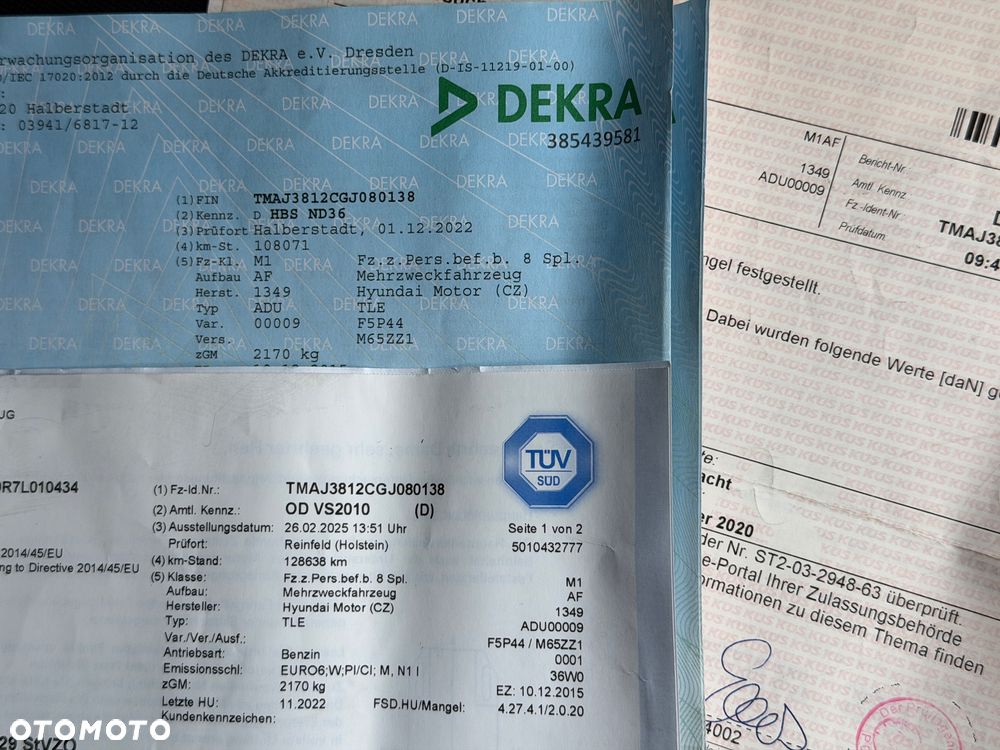 rwachungsorganisation des DEKRA e.V. Dresden
/IEC 17020:2012 durch die Deutsche Akkreditierungsstelle (D-IS-11219-01-00)
20 Halberstadt
: 03941/6817-12
DEKRA
385439581
(1) FIN TMAJ3812CGJ080138
(2) Kennz. D HBS ND36
(3) Prüfort Halberstadt, 01.12.2022
(4) km-St. 108071
(5) Fz-Kl. M1 Fz.z.Pers.bef.b. 8 Spl.
Aufbau AF Mehrzweckfahrzeug
Herst. 1349 Hyundai Motor (CZ)
Typ ADU TLE
Var. 00009 F5P44
Vers. M65ZZ1
zGM 2170 kg
UG
R7L010434
2014/45/EU
ng to Directive 2014/45/EU
TÜV
SÜD
(1) Fz-Id.Nr.: TMAJ3812CGJ080138
(2) Amtl. Kennz.: OD VS2010 (D)
(3) Ausstellungsdatum: 26.02.2025 13:51 Uhr Seite 1 von 2
Prüfort: Reinfeld (Holstein) 5010432777
(4) km-Stand: 128638 km
(5) Klasse: Fz.z.Pers.bef.b. 8 Spl. M1
Aufbau: Mehrzweckfahrzeug AF
Hersteller: Hyundai Motor (CZ) 1349
Typ: TLE ADU00009
Var./Ver./Ausf.: F5P44 / M65ZZ1
Antriebsart: Benzin 0001
Emissionsschl: EURO6;W;PI/CI; M, N1 I 36W0
zGM: 2170 kg EZ: 10.12.2015
Letzte HU: 11.2022 FSD.HU/Mangel: 4.27.4.1/2.0.20
Kundenkennzeichen:
29 StVZO
M1AF
1349
ADU00009
Bericht-Nr.
Amtl. Kennz.
Fz.-Ident-Nr.
Prüfdatum
TMAJ38
09:4
ngel festgestellt.
Dabei wurden folgende Werte [daN] g
te:
acht
er 2020
der Nr. ST2-03-2948-63 überprüft.
e-Portal Ihrer Zulassungsbehörde
ormationen zu diesem Thema finden
4002
OTOMOTO